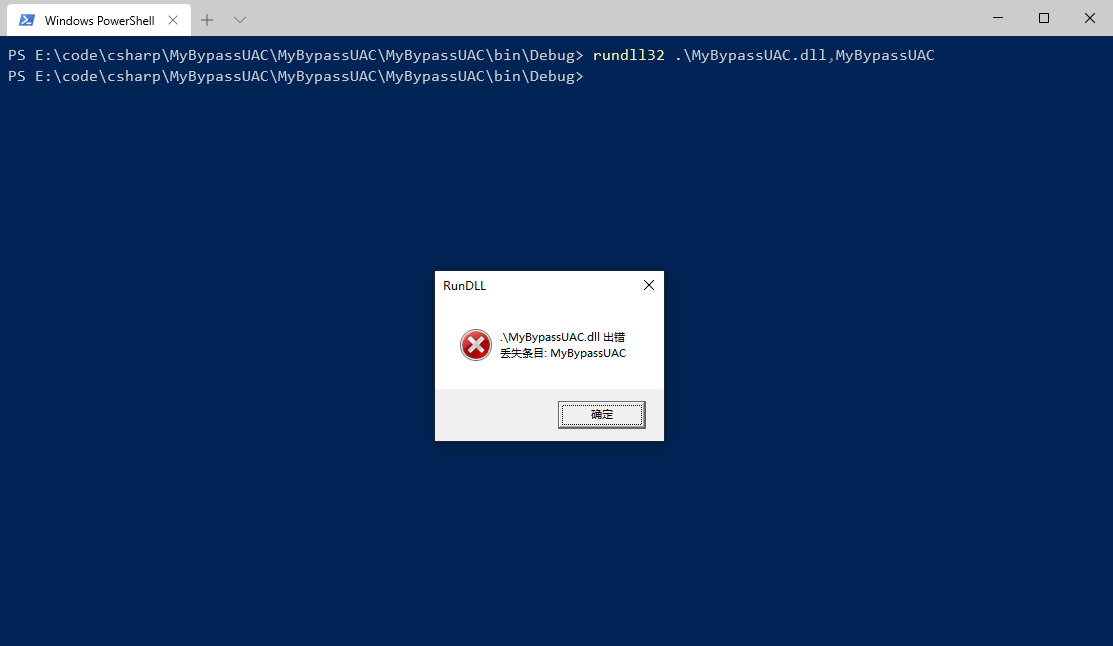 Windows PowerShell
PS E:\code\csharp\MyBypassUAC\MyBypassUAC\MyBypassUAC\bin\Debug> rundll32 .\MyBypassUAC.dll,MyBypassUAC
PS E:\code\csharp\MyBypassUAC\MyBypassUAC\MyBypassUAC\bin\Debug>
RunDLL
.\MyBypassUAC.dll 出错
丢失条目: MyBypassUAC
确定